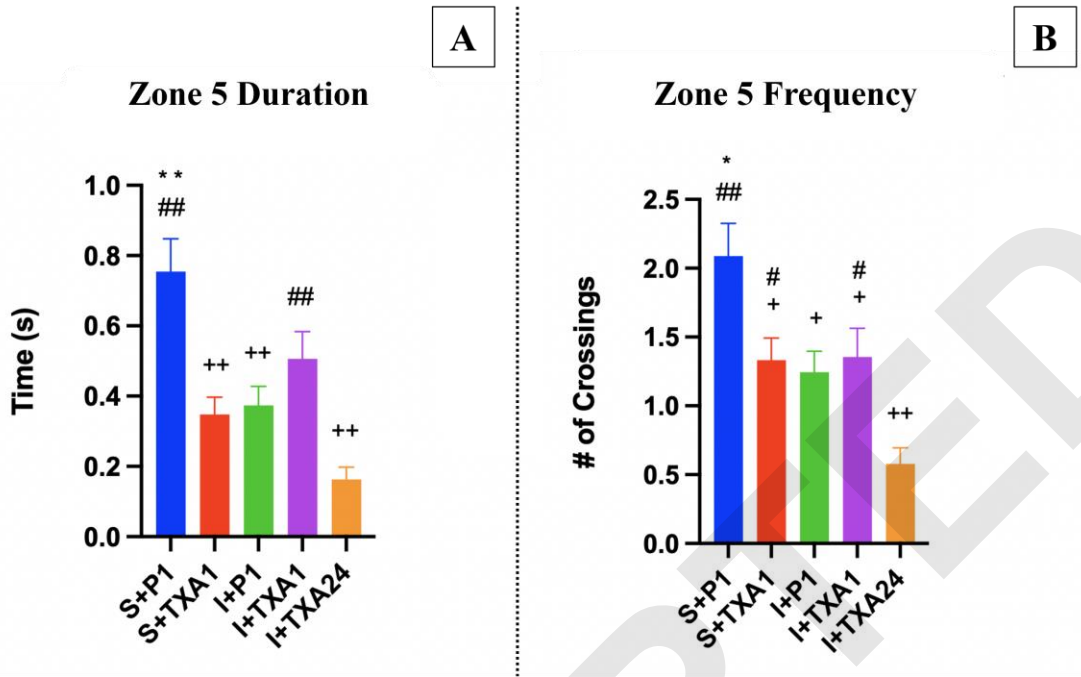 A
Zone 5 Duration
* *
##
++
++
##
++
1.0
0.8
0.6
0.4
0.2
0.0
Time (s)
S+P1
S+TXA1
I+P1
I+TXA1
I+TXA24
B
Zone 5 Frequency
*
##
#
+
+
#
+
++
2.5
2.0
1.5
1.0
0.5
0.0
# of Crossings
S+P1
S+TXA1
I+P1
I+TXA1
I+TXA24
PTED